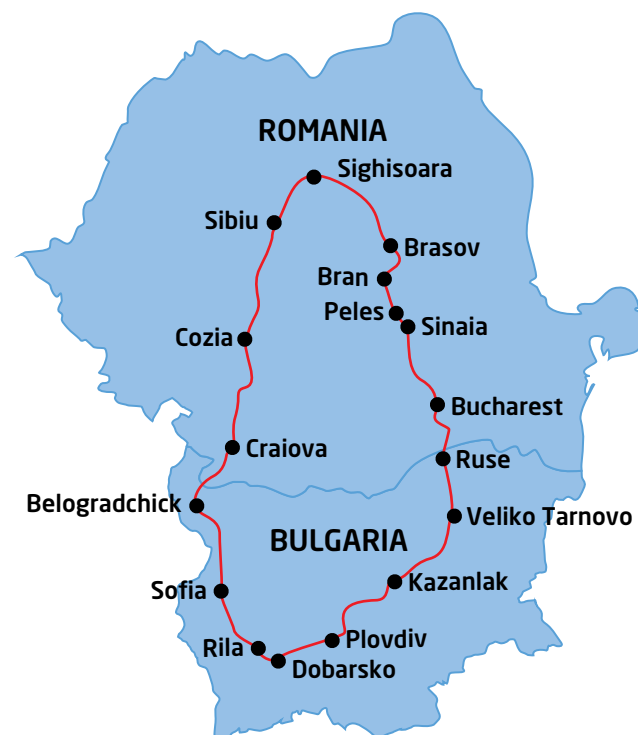 ROMANIA
Sighisoara
Sibiu
Brasov
Bran
Peles
Sinaia
Cozia
Bucharest
Craiova
Ruse
Belogradchick
Veliko Tarnovo
BULGARIA
Kazanlak
Sofia
Plovdiv
Rila
Dobarsko